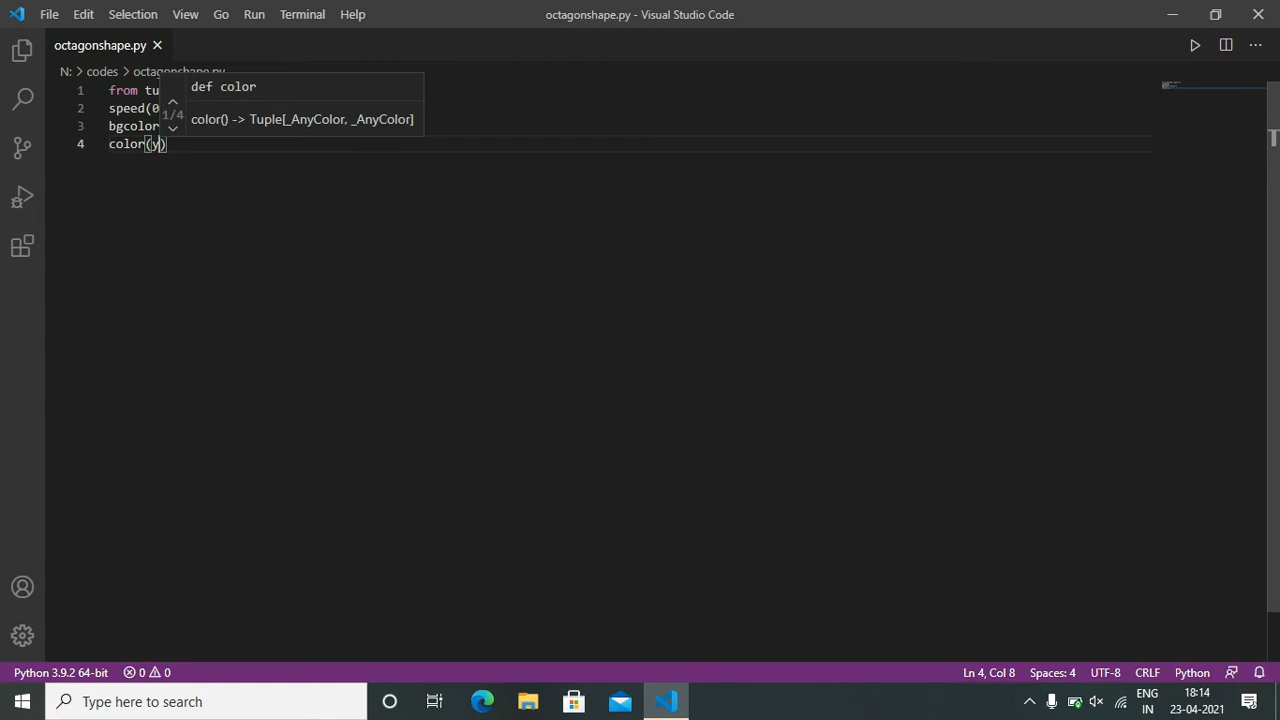 File Edit Selection View Go Run Terminal Help
octagonshape.py - Visual Studio Code
octagonshape.py
N: > codes > octagonshape.py
def color
1/4
color() -> Tuple[_AnyColor, _AnyColor]
1 from tu
2 speed(0
3 bgcolor
4 color(y)
Python 3.9.2 64-bit 0 0
Ln 4, Col 8 Spaces: 4 UTF-8 CRLF Python
Type here to search
ENG
IN
18:14
23-04-2021